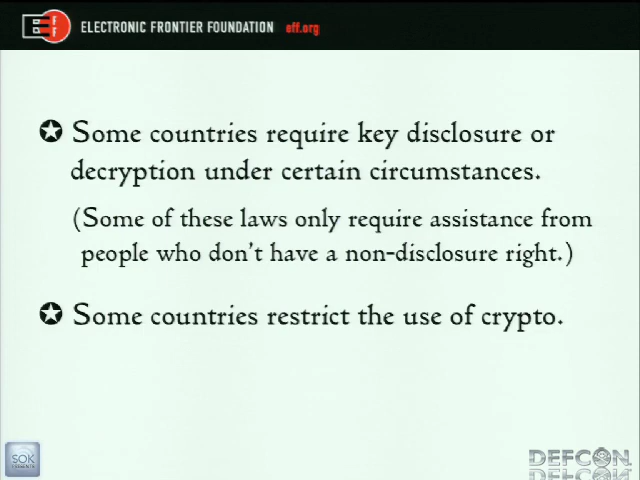 EFF
ELECTRONIC FRONTIER FOUNDATION eff.org
Some countries require key disclosure or
decryption under certain circumstances.
(Some of these laws only require assistance from
people who don't have a non-disclosure right.)
Some countries restrict the use of crypto.
SOK
DEFCON